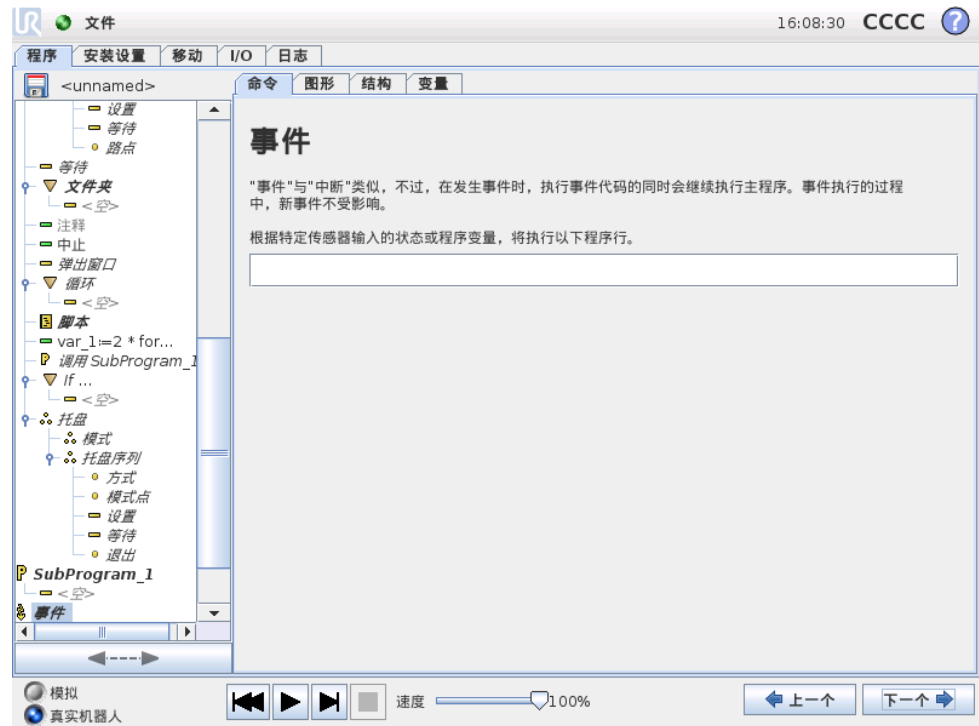 UR 文件 16:08:30 CCCC ?
程序 安装设置 移动 I/O 日志
<unnamed>
命令 图形 结构 变量
设置
等待
路点
等待
文件夹
<空>
注释
中止
弹出窗口
循环
<空>
脚本
var_1:=2 * for...
P 调用 SubProgram_1
If ...
<空>
托盘
模式
托盘序列
方式
模式点
设置
等待
退出
P SubProgram_1
<空>
事件
事件
"事件"与"中断"类似，不过，在发生事件时，执行事件代码的同时会继续执行主程序。事件执行的过程
中，新事件不受影响。
根据特定传感器输入的状态或程序变量，将执行以下程序行。
模拟
真实机器人
速度 100%
上一个 下一个